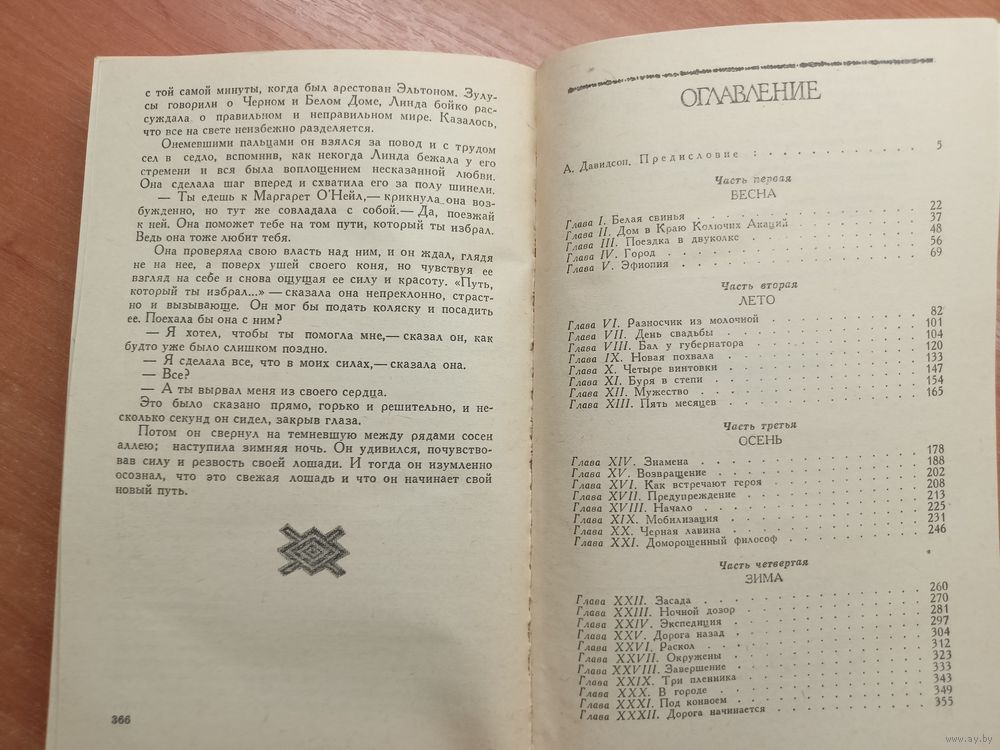 с той самой минуты, когда был арестован Эльтоном. Зулу-
сы говорили о Черном и Белом Доме, Линда бойко рас-
суждала о правильном и неправильном мире. Казалось,
что все на свете неизбежно разделяется.
Онемевшими пальцами он взялся за повод и с трудом
сел в седло, вспомнив, как некогда Линда бежала у его
стремени и вся была воплощением несказанной любви.
Она сделала шаг вперед и схватила его за полу шинели.
— Ты едешь к Маргарет О'Нейл,— крикнула она воз-
бужденно, но тут же совладала с собой.— Да, поезжай
к ней. Она поможет тебе на том пути, который ты избрал.
Ведь она тоже любит тебя.
Она проверяла свою власть над ним, и он ждал, глядя
не на нее, а поверх ушей своего коня, но чувствуя ее
взгляд на себе и снова ощущая ее силу и красоту. «Путь,
который ты избрал...» — сказала она непреклонно, страст-
но и вызывающе. Он мог бы подать коляску и посадить
ее. Поехала бы она с ним?
— Я хотел, чтобы ты помогла мне,— сказал он, как
будто уже было слишком поздно.
— Я сделала все, что в моих силах,— сказала она.
— Все?
— А ты вырвал меня из своего сердца.
Это было сказано прямо, горько и решительно, и не-
сколько секунд он сидел, закрыв глаза.
Потом он свернул на темневшую между рядами сосен
аллею; наступила зимняя ночь. Он удивился, почувство-
вав силу и резвость своей лошади. И тогда он изумленно
осознал, что это свежая лошадь и что он начинает свой
новый путь.
366
ОГЛАВЛЕНИЕ
А. Давидсон. Предисловие : . . . . . . . . . . 5
Часть первая
ВЕСНА
Глава I. Белая свинья . . . . . . . . . . 22
Глава II. Дом в Краю Колючих Акаций . . . . . . 37
Глава III. Поездка в двуколке . . . . . . . . 48
Глава IV. Город . . . . . . . . . . . . 56
Глава V. Эфиопия . . . . . . . . . . . . 69
Часть вторая
ЛЕТО
Глава VI. Разносчик из молочной . . . . . . . . 82
Глава VII. День свадьбы . . . . . . . . . . 101
Глава VIII. Бал у губернатора . . . . . . . . 104
Глава IX. Новая похвала . . . . . . . . . . 120
Глава X. Четыре винтовки . . . . . . . . . . 133
Глава XI. Буря в степи . . . . . . . . . . 147
Глава XII. Мужество . . . . . . . . . . . 154
Глава XIII. Пять месяцев . . . . . . . . . . 165
Часть третья
ОСЕНЬ
Глава XIV. Знамена . . . . . . . . . . . 178
Глава XV. Возвращение . . . . . . . . . . 188
Глава XVI. Как встречают героя . . . . . . . . 202
Глава XVII. Предупреждение . . . . . . . . . 208
Глава XVIII. Начало . . . . . . . . . . . 213
Глава XIX. Мобилизация . . . . . . . . . . 225
Глава XX. Черная лавина . . . . . . . . . . 231
Глава XXI. Доморощенный философ . . . . . . . 246
Часть четвертая
ЗИМА
Глава XXII. Засада . . . . . . . . . . . 260
Глава XXIII. Ночной дозор . . . . . . . . . 270
Глава XXIV. Экспедиция . . . . . . . . . . 281
Глава XXV. Дорога назад . . . . . . . . . . 297
Глава XXVI. Раскол . . . . . . . . . . . 304
Глава XXVII. Окружены . . . . . . . . . . 312
Глава XXVIII. Завершение . . . . . . . . . . 323
Глава XXIX. Три пленника . . . . . . . . . 333
Глава XXX. В городе . . . . . . . . . . . 343
Глава XXXI. Под конвоем . . . . . . . . . . 349
Глава XXXII. Дорога начинается . . . . . . . . 355
www.ay.by